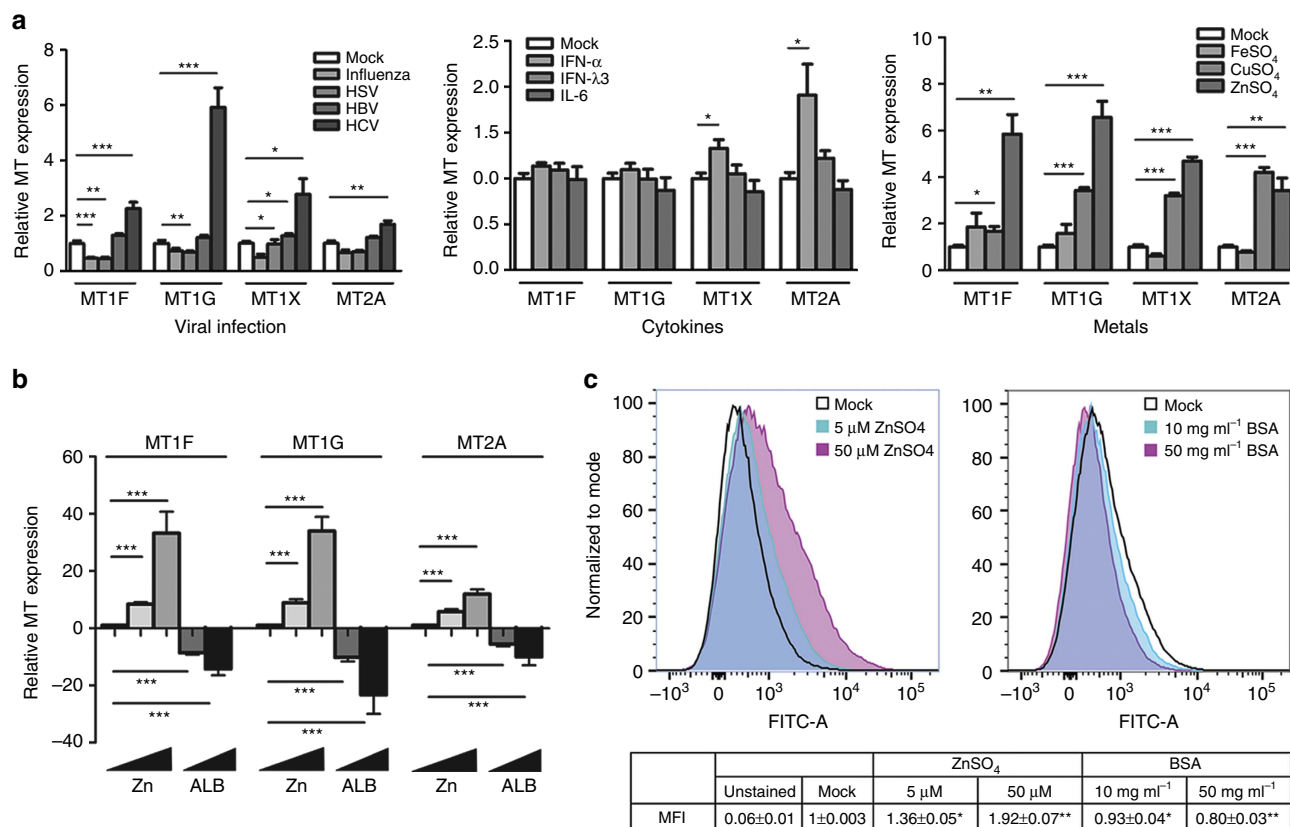 a
Relative MT expression
8
6
4
2
0
Mock
Influenza
HSV
HBV
HCV
***
**
***
***
**
*
*
*
**
MT1F MT1G MT1X MT2A
Viral infection
Relative MT expression
2.5
2.0
1.5
0.0
0.5
0.0
Mock
IFN-α
IFN-λ3
IL-6
*
*
MT1F MT1G MT1X MT2A
Cytokines
Relative MT expression
10
8
6
4
2
0
Mock
FeSO4
CuSO4
ZnSO4
**
*
***
***
***
***
**
***
MT1F MT1G MT1X MT2A
Metals
b
Relative MT expression
60
40
20
0
−20
−40
MT1F MT1G MT2A
***
***
***
***
***
***
***
***
***
***
***
***
Zn ALB Zn ALB Zn ALB
c
Normalized to mode
100
80
60
40
20
0
Mock
5 μM ZnSO4
50 μM ZnSO4
−10³ 0 10³ 10⁴ 10⁵
FITC-A
100
80
60
40
20
0
Mock
10 mg ml⁻¹ BSA
50 mg ml⁻¹ BSA
−10³ 0 10³ 10⁴ 10⁵
FITC-A
ZnSO4 BSA
Unstained Mock 5 μM 50 μM 10 mg ml⁻¹ 50 mg ml⁻¹
MFI 0.06±0.01 1±0.003 1.36±0.05* 1.92±0.07** 0.93±0.04* 0.80±0.03**